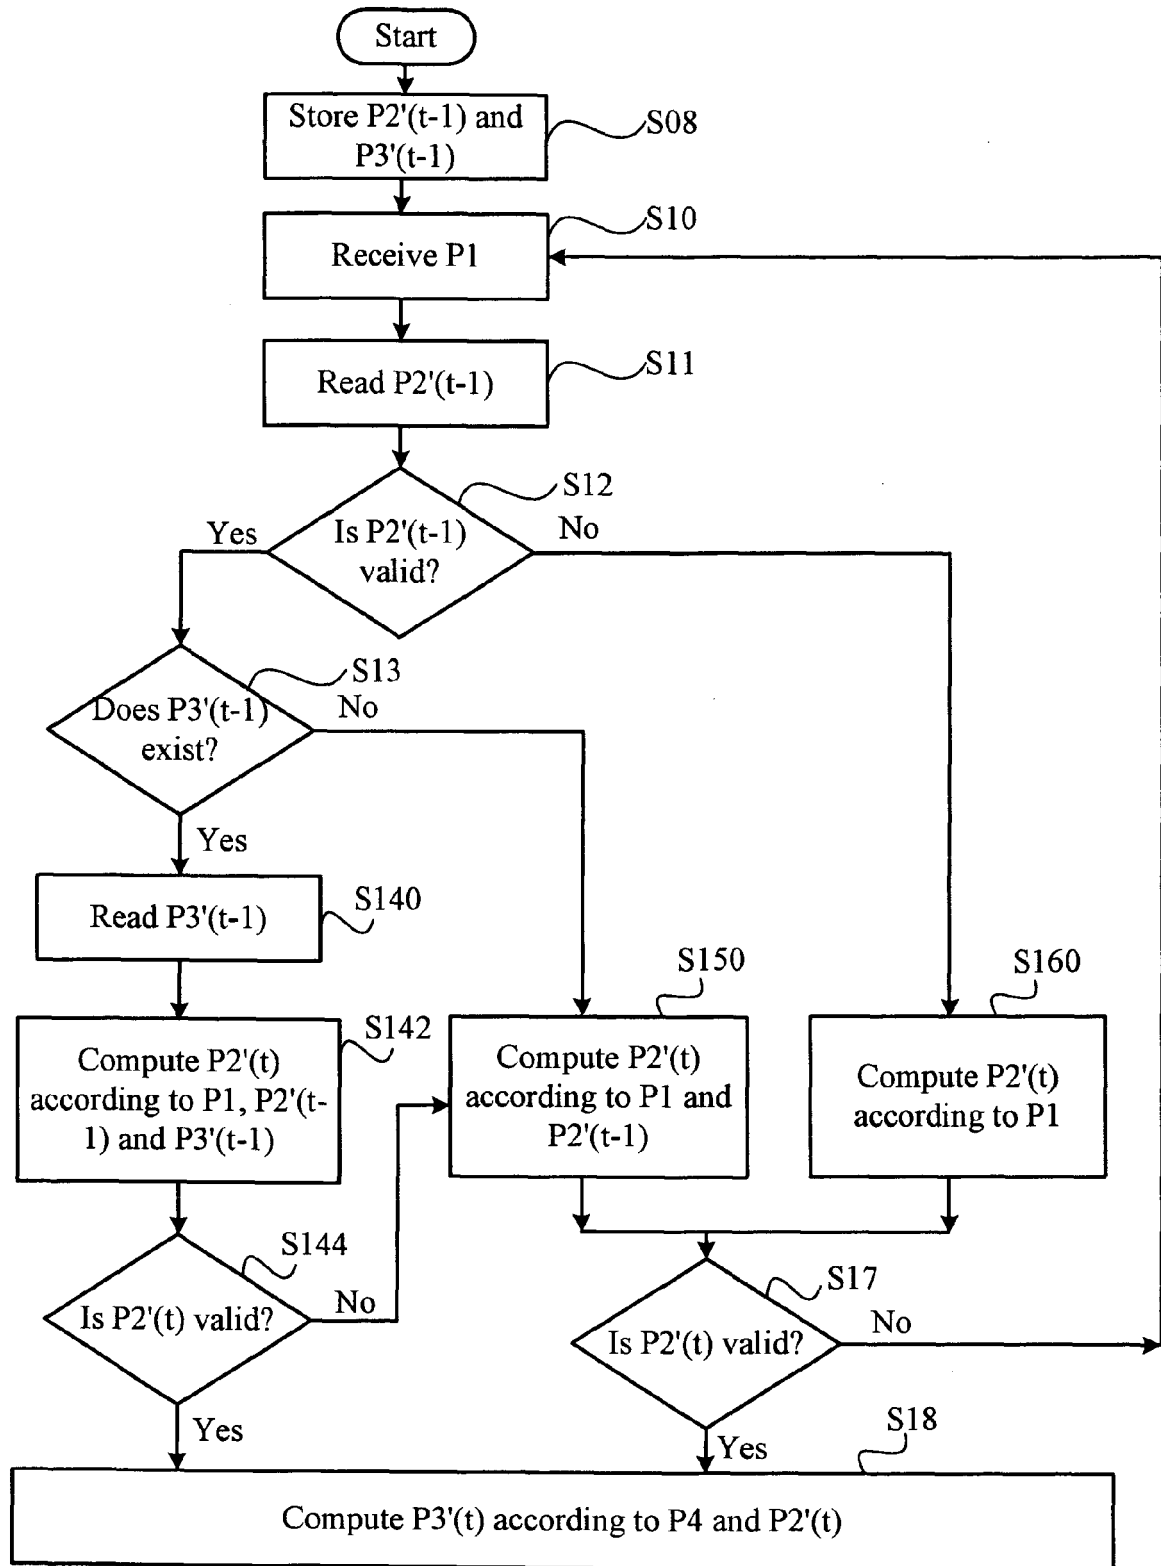 Start
Store P2'(t-1) and
P3'(t-1)
S08
Receive P1
S10
Read P2'(t-1)
S11
Is P2'(t-1)
valid?
S12
Yes
No
Does P3'(t-1)
exist?
S13
No
Yes
Read P3'(t-1)
S140
Compute P2'(t)
according to P1, P2'(t-
1) and P3'(t-1)
S142
Compute P2'(t)
according to P1 and
P2'(t-1)
S150
Compute P2'(t)
according to P1
S160
Is P2'(t) valid?
S144
No
Yes
Is P2'(t) valid?
S17
No
Yes
S18
Compute P3'(t) according to P4 and P2'(t)